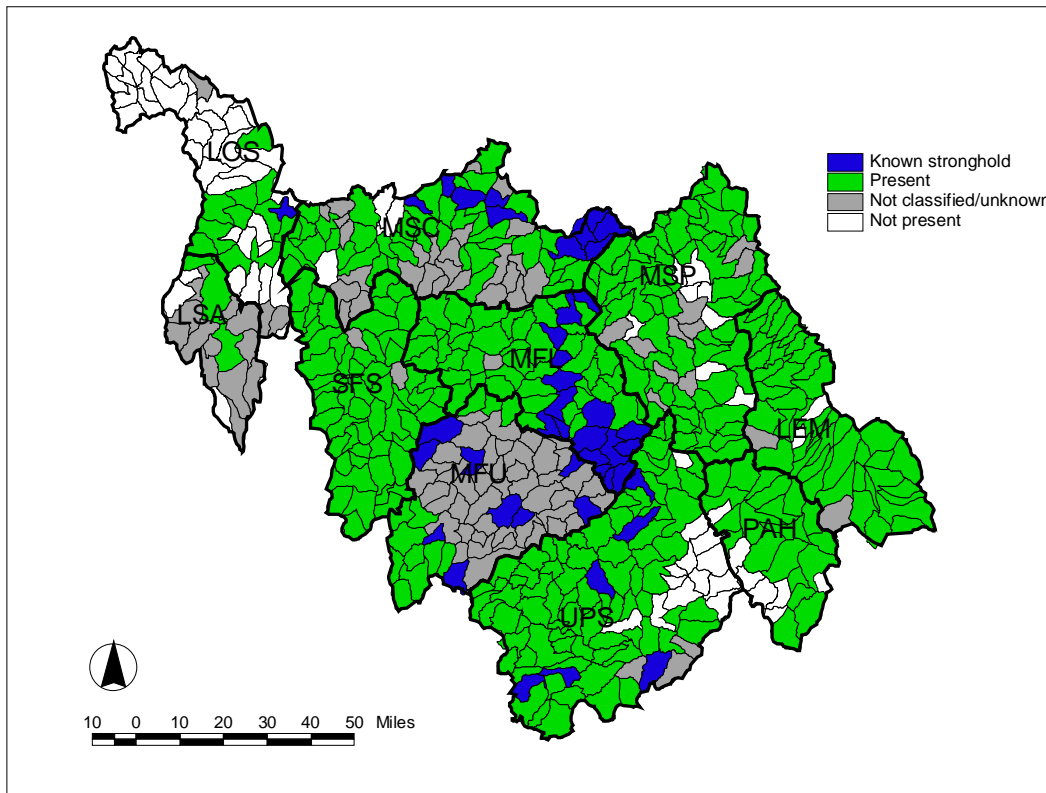 LOS
Known stronghold
Present
Not classified/unknown
Not present
MSC
MSP
LSA
MFL
SFS
LEM
MFU
PAH
UPS
10 0 10 20 30 40 50 Miles